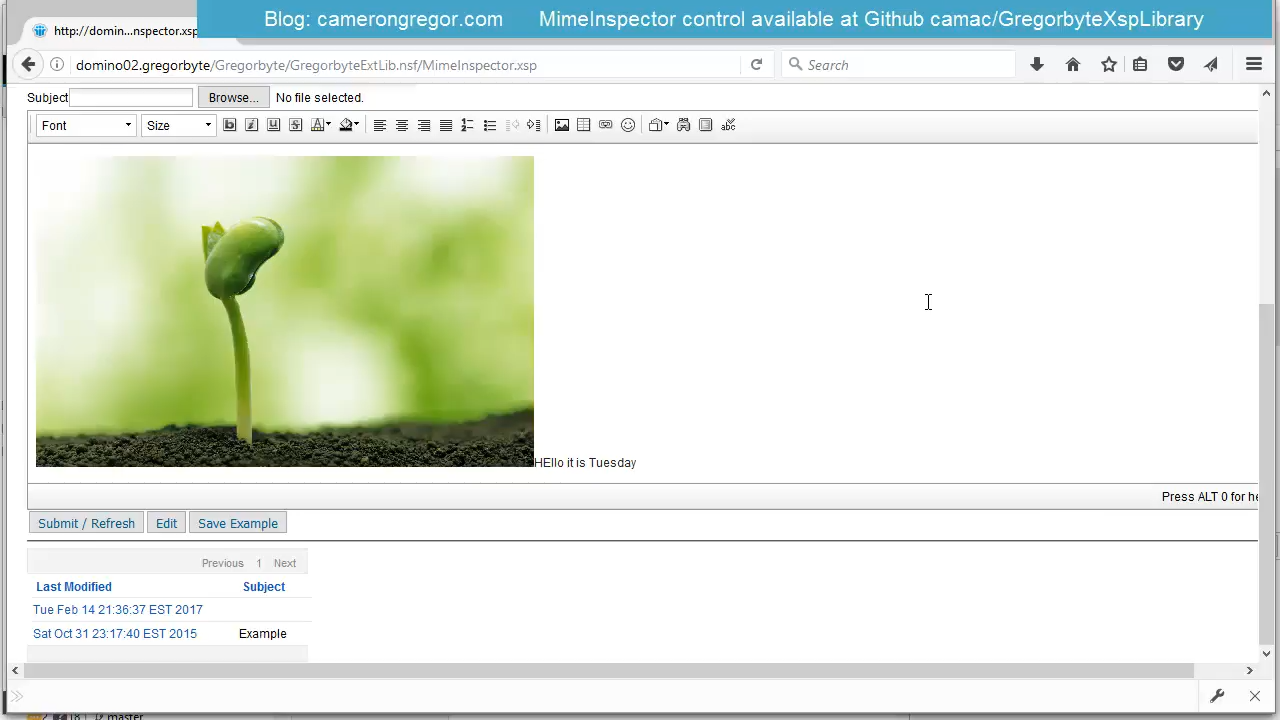 Blog: camerongregor.com MimeInspector control available at Github camac/GregorbyteXspLibrary
http://domin...nspector.xsp
domino02.gregorbyte/Gregorbyte/GregorbyteExtLib.nsf/MimeInspector.xsp Search
Subject Browse... No file selected.
Font Size
HEllo it is Tuesday
Press ALT 0 for he
Submit / Refresh Edit Save Example
Previous 1 Next
Last Modified Subject
Tue Feb 14 21:36:37 EST 2017
Sat Oct 31 23:17:40 EST 2015 Example
master